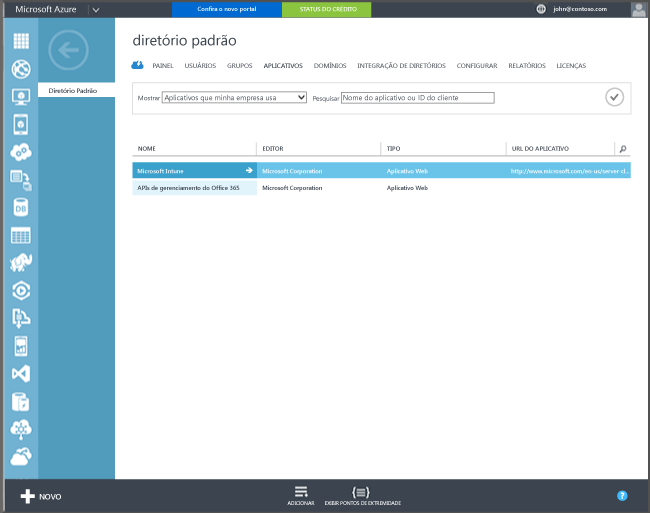 Microsoft Azure
Confira o novo portal
STATUS DO CRÉDITO
john@contoso.com
diretório padrão
PAINEL USUÁRIOS GRUPOS APLICATIVOS DOMÍNIOS INTEGRAÇÃO DE DIRETÓRIOS CONFIGURAR RELATÓRIOS LICENÇAS
Diretório Padrão
Mostrar Aplicativos que minha empresa usa Pesquisar Nome do aplicativo ou ID do cliente
NOME EDITOR TIPO URL DO APLICATIVO
Microsoft Intune Microsoft Corporation Aplicativo Web http://www.microsoft.com/en-us/server-cl...
APIs de gerenciamento do Office 365 Microsoft Corporation Aplicativo Web
DB
NOVO
ADICIONAR
EXIBIR PONTOS DE EXTREMIDADE
?